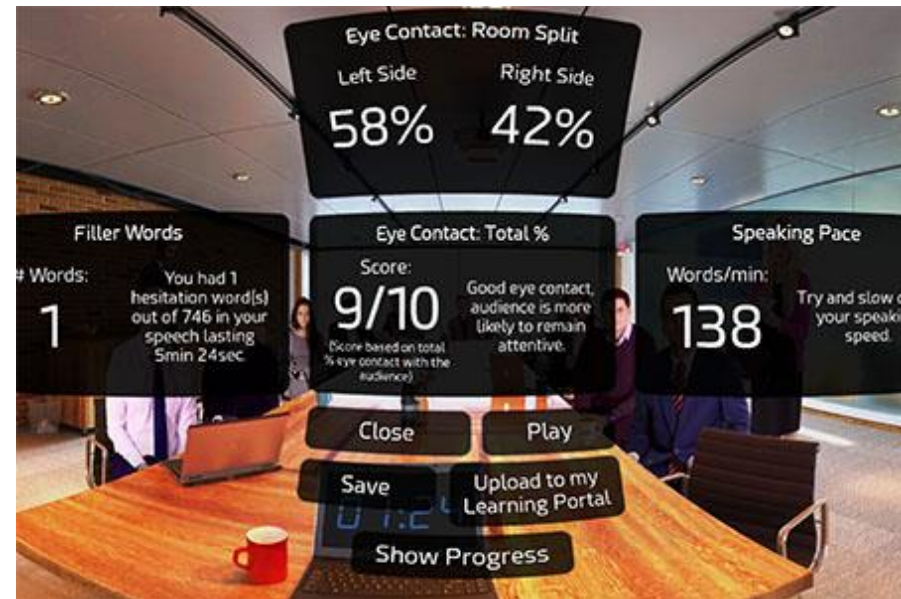 Eye Contact: Room Split
Left Side
Right Side
58%
42%
Filler Words
# Words:
1
You had 1
hesitation word(s)
out of 746 in your
speech lasting
5min 24sec.
Eye Contact: Total %
Score:
9/10
(Score based on total
% eye contact with the
audience)
Good eye contact,
audience is more
likely to remain
attentive.
Speaking Pace
Words/min:
138
Try and slow
your
speed.
Close
Play
Save
Upload to my
Learning Portal
01:24
Show Progress